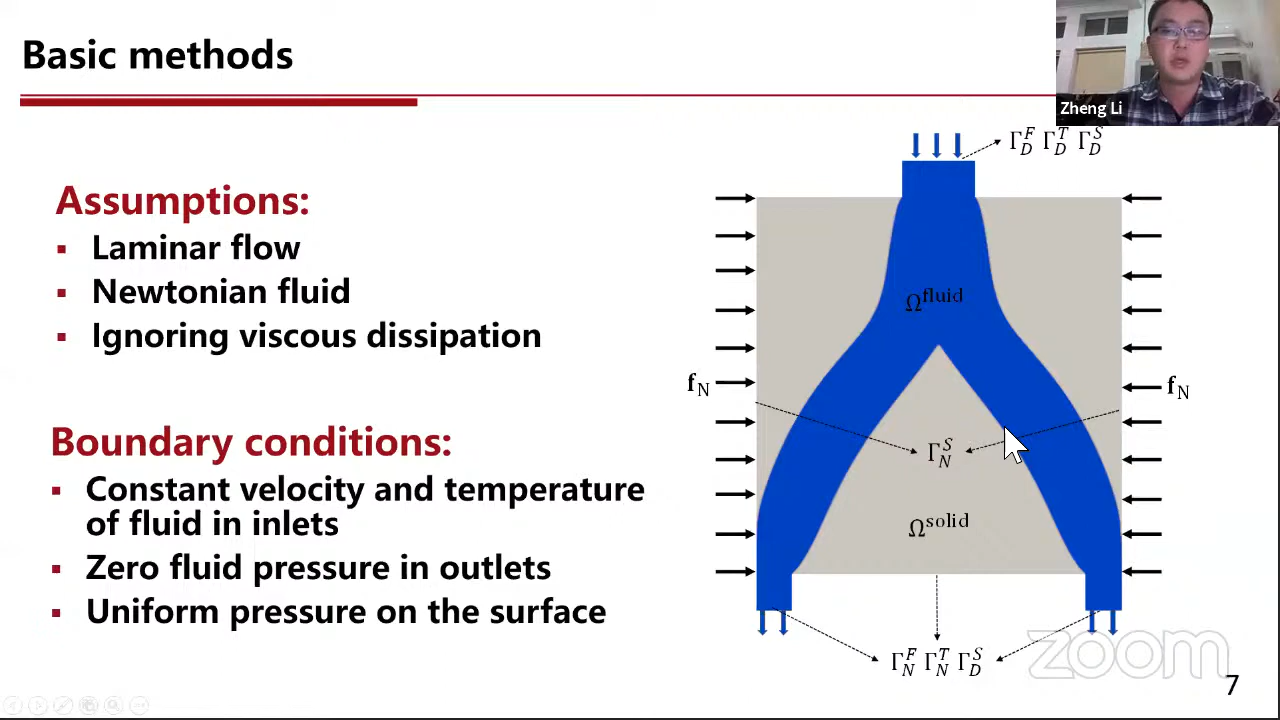 Basic methods
Zheng Li
Assumptions:
▪ Laminar flow
▪ Newtonian fluid
▪ Ignoring viscous dissipation
Boundary conditions:
▪ Constant velocity and temperature
of fluid in inlets
▪ Zero fluid pressure in outlets
▪ Uniform pressure on the surface
Γ_D^F Γ_D^T Γ_D^S
Ω^fluid
f_N
f_N
Γ_N^S
Ω^solid
Γ_N^F Γ_N^T Γ_D^S
zoom
7